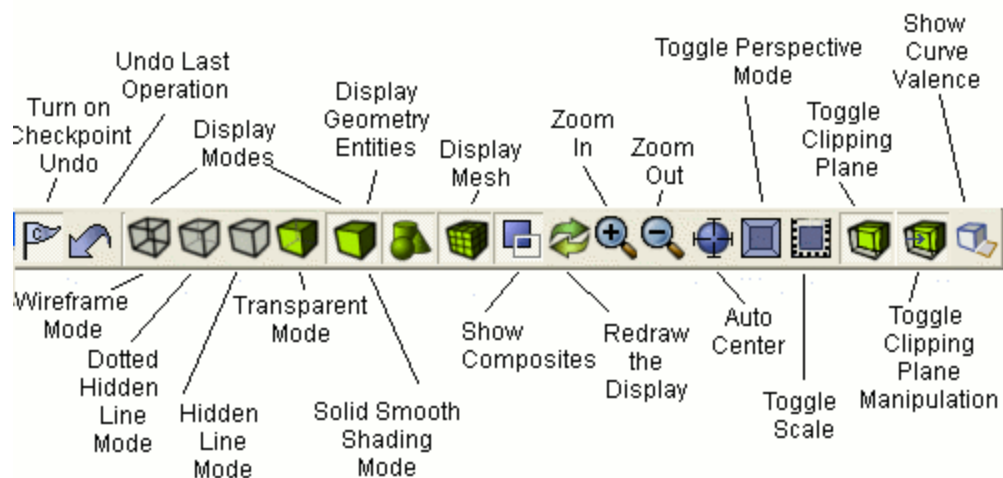 Turn on
Checkpoint
Undo
Undo Last
Operation
Display
Modes
Display
Geometry
Entities
Display
Mesh
Zoom
In
Zoom
Out
Toggle Perspective
Mode
Toggle
Clipping
Plane
Show
Curve
Valence
C
Wireframe
Mode
Dotted
Hidden
Line
Mode
Hidden
Line
Mode
Transparent
Mode
Solid Smooth
Shading
Mode
Show
Composites
Redraw
the
Display
Auto
Center
Toggle
Scale
Toggle
Clipping
Plane
Manipulation